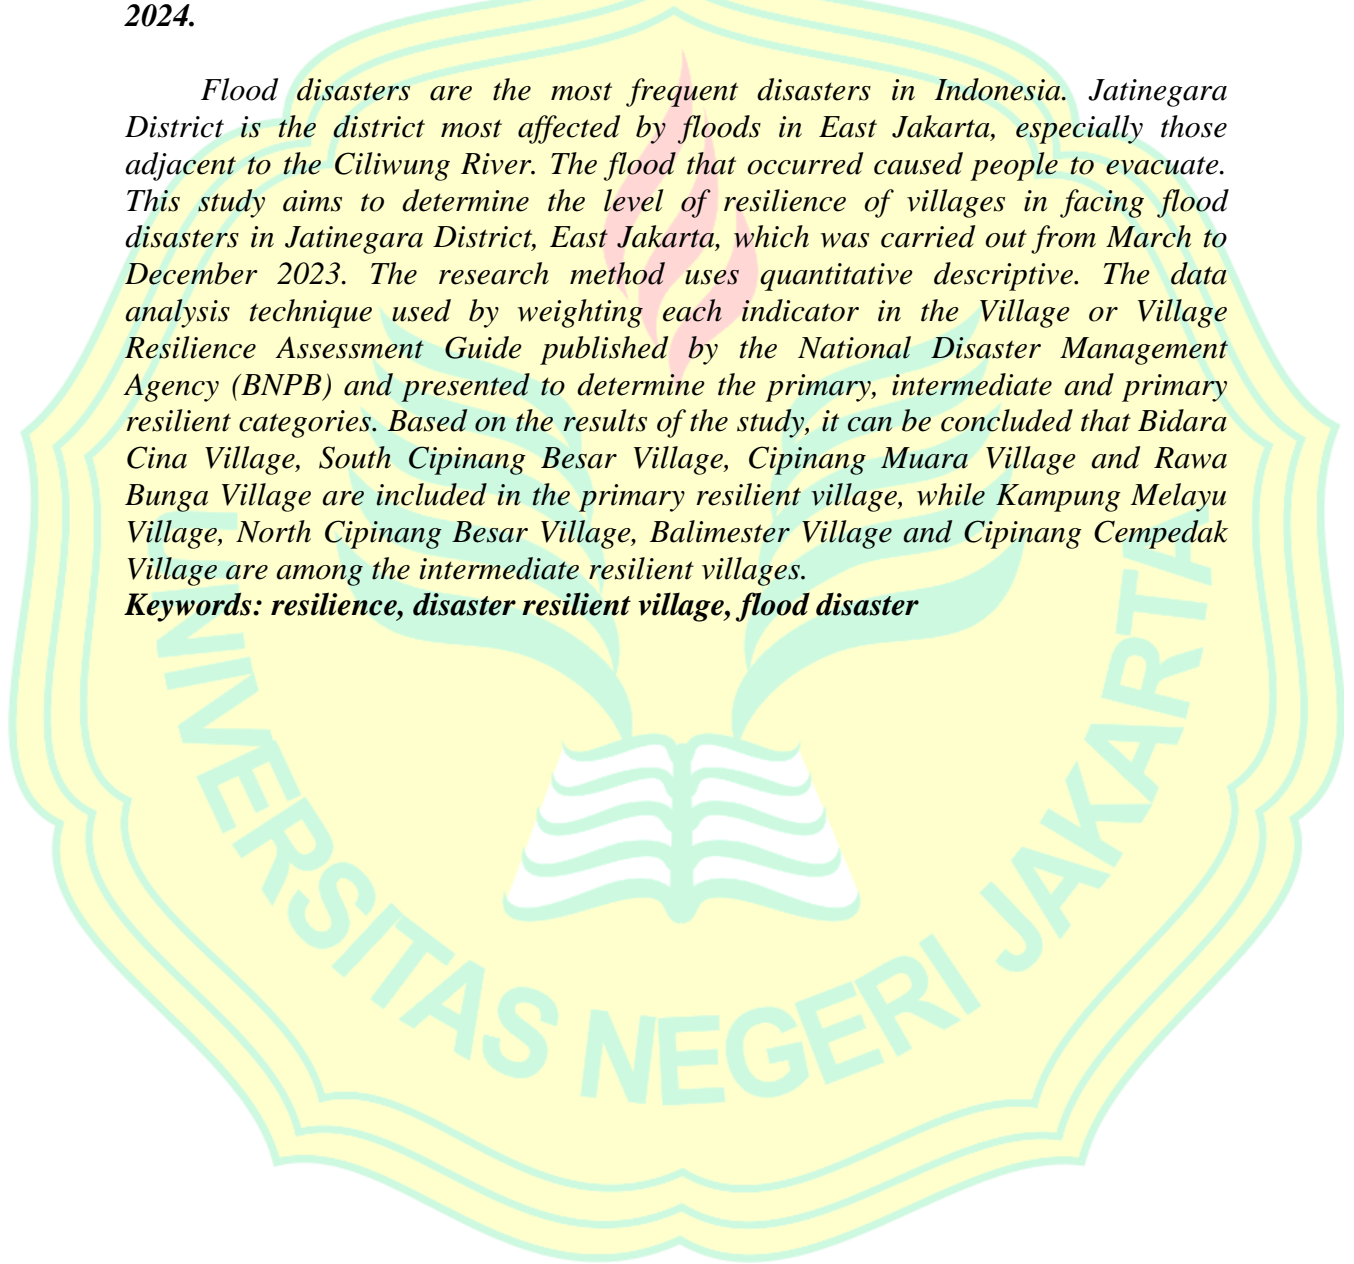 2024.
Flood disasters are the most frequent disasters in Indonesia. Jatinegara
District is the district most affected by floods in East Jakarta, especially those
adjacent to the Ciliwung River. The flood that occurred caused people to evacuate.
This study aims to determine the level of resilience of villages in facing flood
disasters in Jatinegara District, East Jakarta, which was carried out from March to
December 2023. The research method uses quantitative descriptive. The data
analysis technique used by weighting each indicator in the Village or Village
Resilience Assessment Guide published by the National Disaster Management
Agency (BNPB) and presented to determine the primary, intermediate and primary
resilient categories. Based on the results of the study, it can be concluded that Bidara
Cina Village, South Cipinang Besar Village, Cipinang Muara Village and Rawa
Bunga Village are included in the primary resilient village, while Kampung Melayu
Village, North Cipinang Besar Village, Balimester Village and Cipinang Cempedak
Village are among the intermediate resilient villages.
Keywords: resilience, disaster resilient village, flood disaster
UNIVERSITAS NEGERI JAKARTA